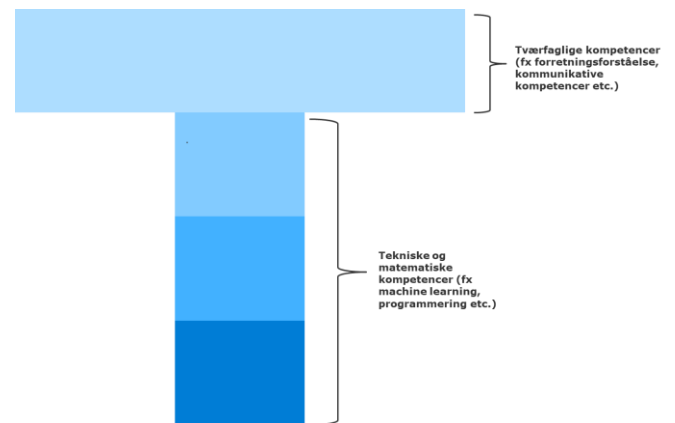 Tværfaglige kompetencer
(fx forretningsforståelse,
kommunikative
kompetencer etc.)
Tekniske og
matematiske
kompetencer (fx
machine learning,
programmering etc.)